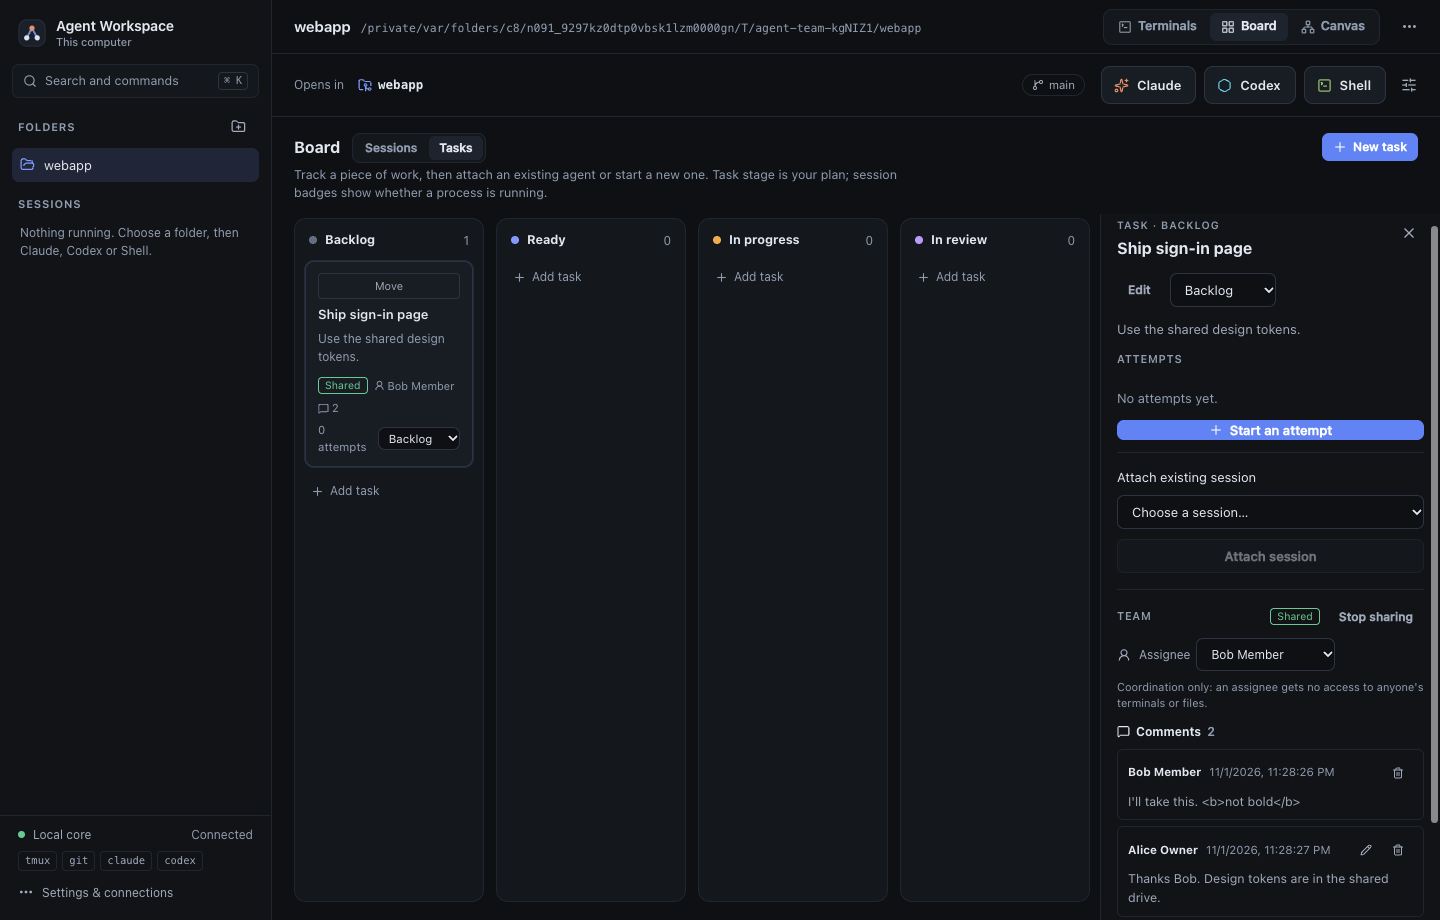 Agent Workspace
This computer
Search and commands
⌘ K
FOLDERS
webapp
SESSIONS
Nothing running. Choose a folder, then
Claude, Codex or Shell.
Local core
Connected
tmux
git
claude
codex
Settings & connections
webapp
/private/var/folders/c8/n091_9297kz0dtp0vbsk1lzm0000gn/T/agent-team-kgNIZ1/webapp
Terminals
Board
Canvas
Opens in
webapp
main
Claude
Codex
Shell
Board
Sessions
Tasks
New task
Track a piece of work, then attach an existing agent or start a new one. Task stage is your plan; session
badges show whether a process is running.
Backlog
1
Move
Ship sign-in page
Use the shared design
tokens.
Shared
Bob Member
2
0
attempts
Backlog
Add task
Ready
0
Add task
In progress
0
Add task
In review
0
Add task
TASK · BACKLOG
Ship sign-in page
Edit
Backlog
Use the shared design tokens.
ATTEMPTS
No attempts yet.
Start an attempt
Attach existing session
Choose a session...
Attach session
TEAM
Shared
Stop sharing
Assignee
Bob Member
Coordination only: an assignee gets no access to anyone's
terminals or files.
Comments 2
Bob Member 11/1/2026, 11:28:26 PM
I'll take this. <b>not bold</b>
Alice Owner 11/1/2026, 11:28:27 PM
Thanks Bob. Design tokens are in the shared
drive.